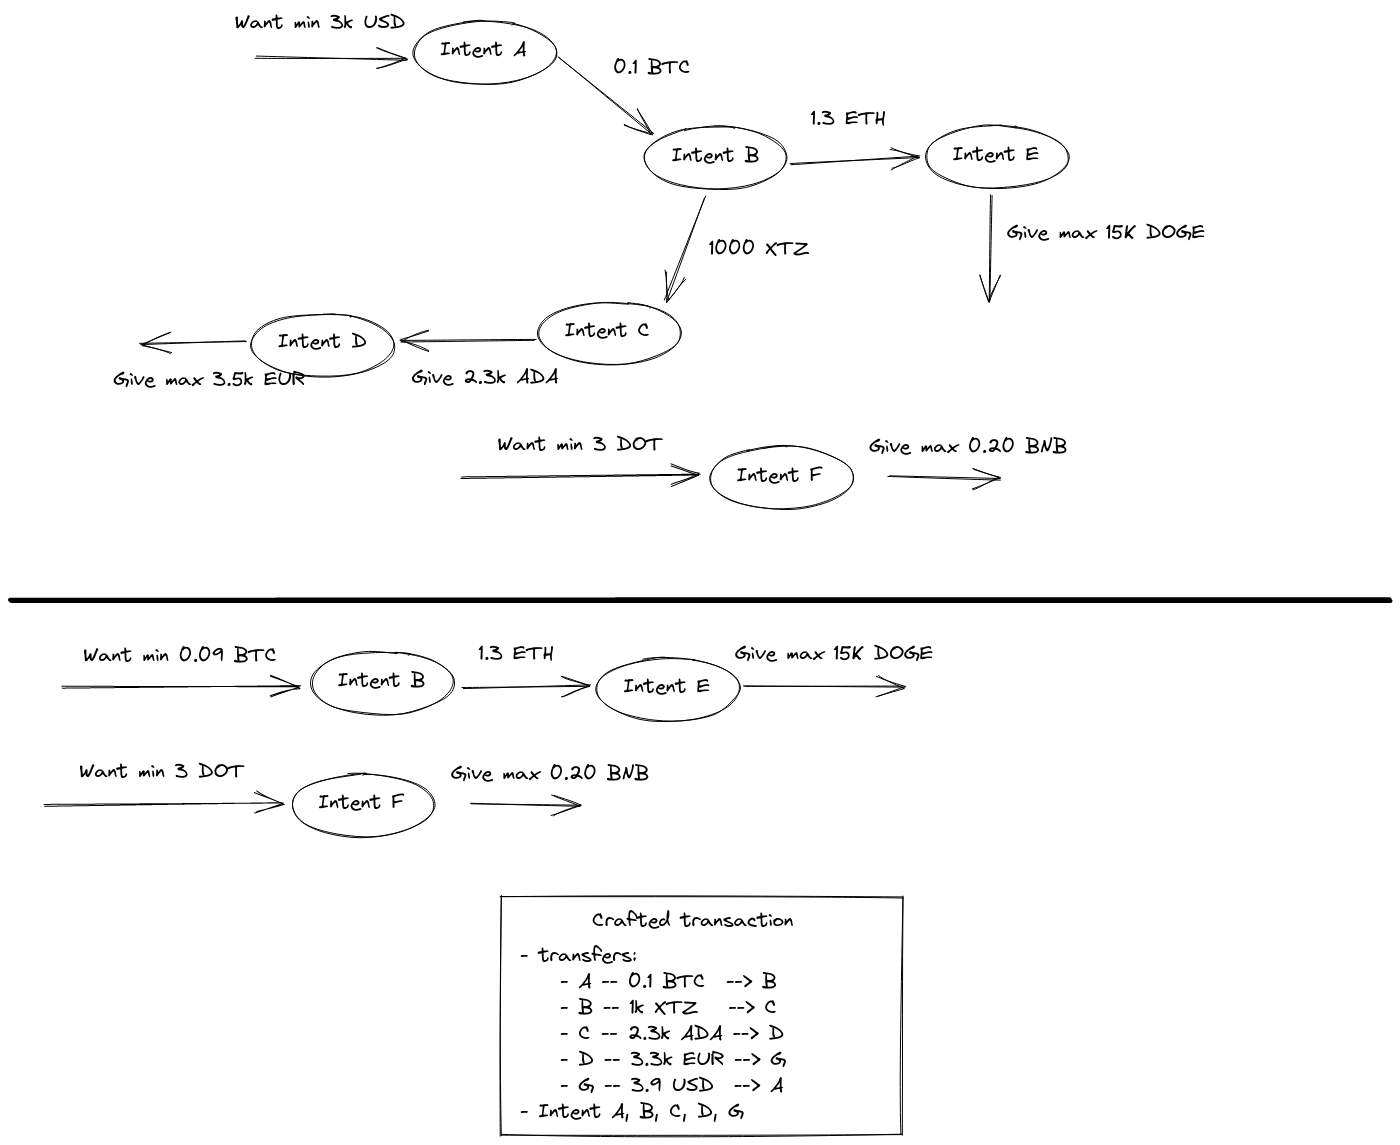 Want min 3k USD
Intent A
0.1 BTC
1.3 ETH
Intent B
Intent E
Give max 15K DOGE
1000 XTZ
Intent C
Intent D
Give max 3.5k EUR
Give 2.3k ADA
Want min 3 DOT
Give max 0.20 BNB
Intent F
Want min 0.09 BTC
1.3 ETH
Give max 15K DOGE
Intent B
Intent E
Want min 3 DOT
Give max 0.20 BNB
Intent F
Crafted transaction
- transfers:
- A -- 0.1 BTC --> B
- B -- 1k XTZ --> C
- C -- 2.3k ADA --> D
- D -- 3.3k EUR --> G
- G -- 3.9 USD --> A
- Intent A, B, C, D, G